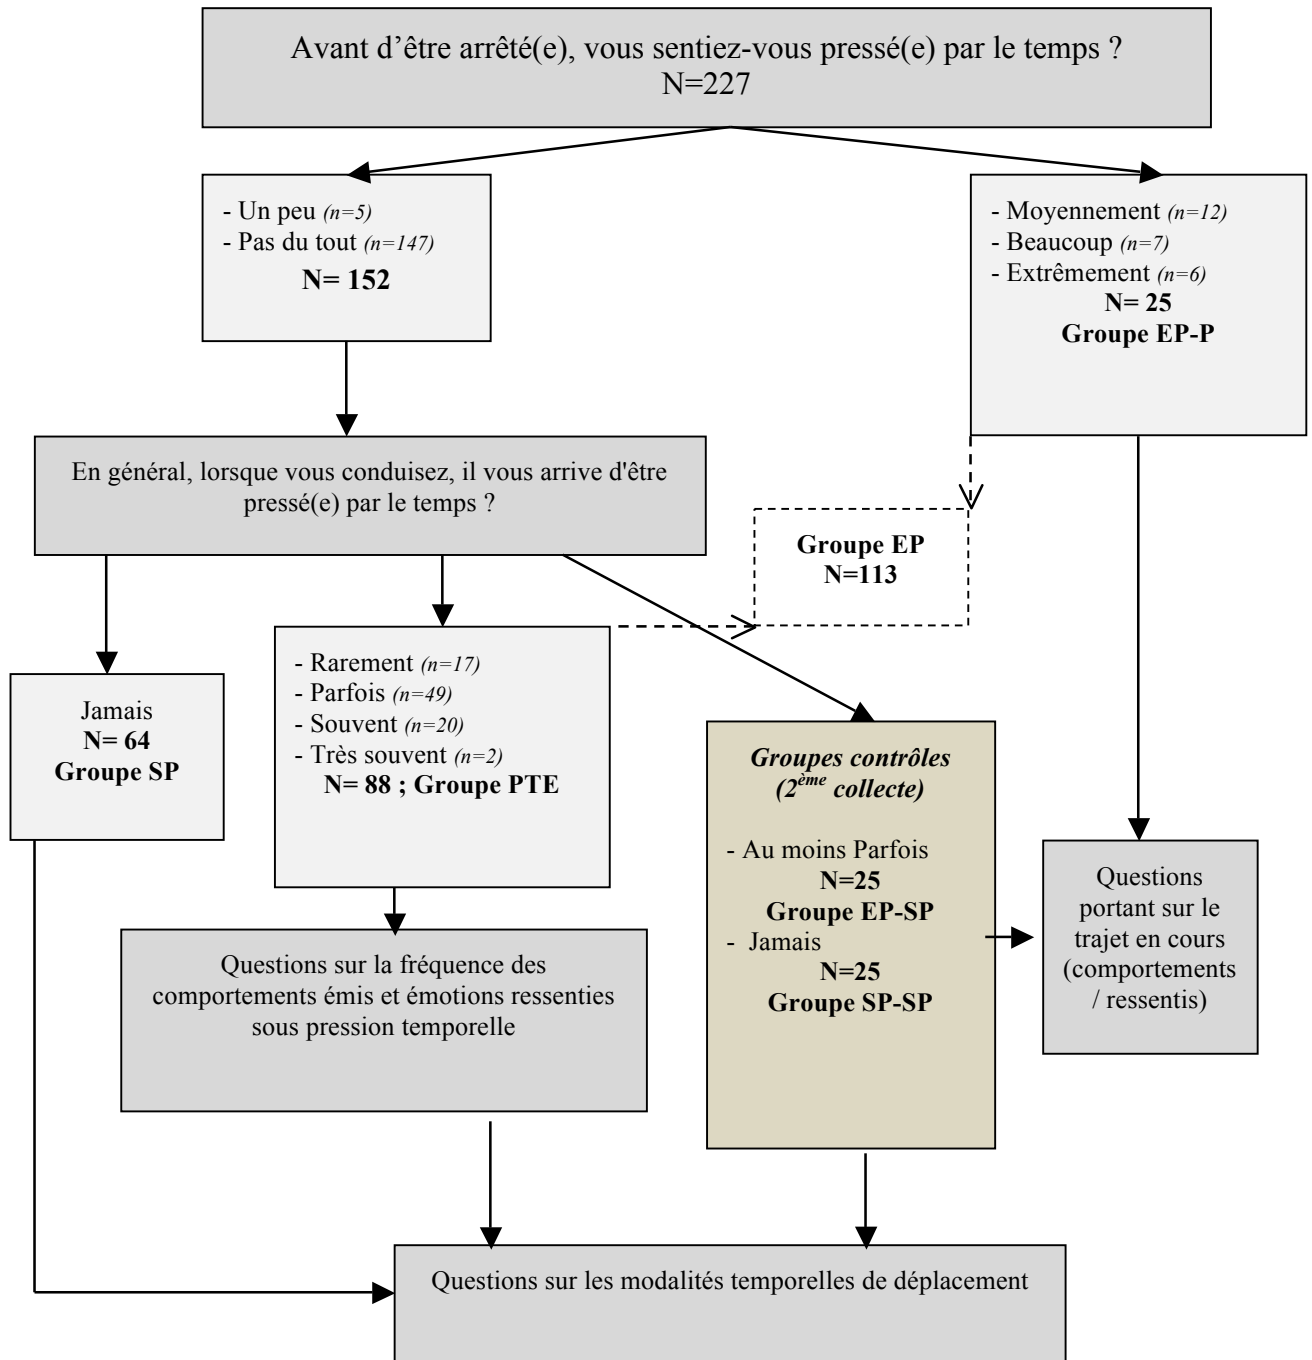 Avant d’être arrêté(e), vous sentiez-vous pressé(e) par le temps ?
N=227
- Un peu (n=5)
- Pas du tout (n=147)
N= 152
- Moyennement (n=12)
- Beaucoup (n=7)
- Extrêmement (n=6)
N= 25
Groupe EP-P
En général, lorsque vous conduisez, il vous arrive d'être
pressé(e) par le temps ?
Groupe EP
N=113
Jamais
N= 64
Groupe SP
- Rarement (n=17)
- Parfois (n=49)
- Souvent (n=20)
- Très souvent (n=2)
N= 88 ; Groupe PTE
Groupes contrôles
(2ème collecte)
- Au moins Parfois
N=25
Groupe EP-SP
- Jamais
N=25
Groupe SP-SP
Questions
portant sur le
trajet en cours
(comportements
/ ressentis)
Questions sur la fréquence des
comportements émis et émotions ressenties
sous pression temporelle
Questions sur les modalités temporelles de déplacement